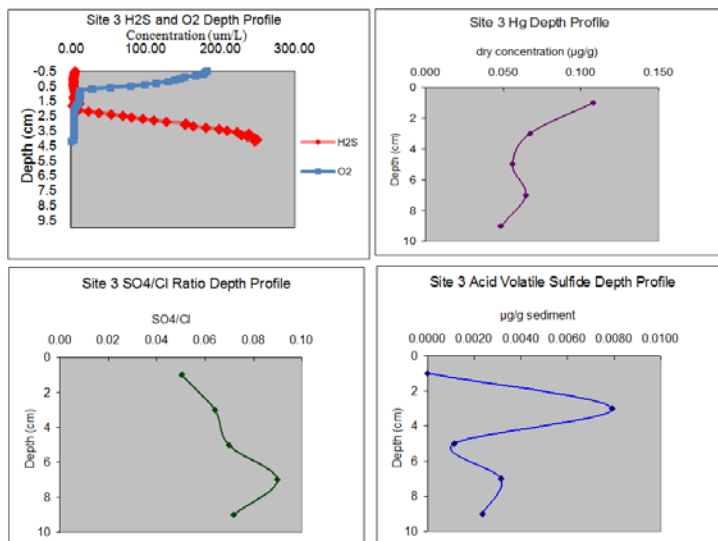 Site 3 H2S and O2 Depth Profile
Concentration (um/L)
0.00 100.00 200.00 300.00
-0.5
0.5
1.5
2.5
3.5
4.5
5.5
6.5
7.5
8.5
9.5
Depth (cm)
H2S
O2
Site 3 Hg Depth Profile
dry concentration (µg/g)
0.000 0.050 0.100 0.150
0
2
4
6
8
10
Depth (cm)
Site 3 SO4/Cl Ratio Depth Profile
SO4/Cl
0.00 0.02 0.04 0.06 0.08 0.10
0
2
4
6
8
10
Depth (cm)
Site 3 Acid Volatile Sulfide Depth Profile
µg/g sediment
0.0000 0.0020 0.0040 0.0060 0.0080 0.0100
0
2
4
6
8
10
Depth (cm)